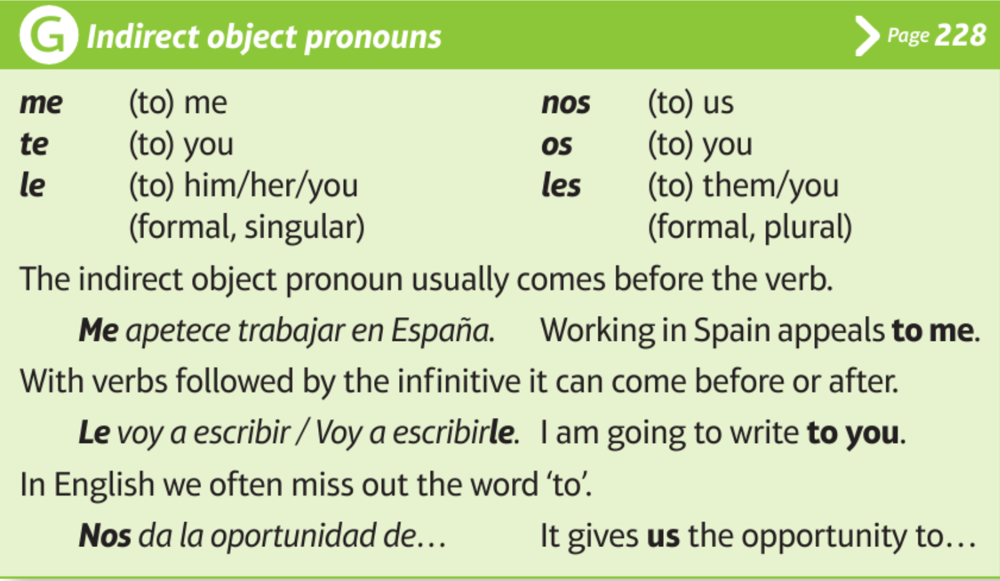 G Indirect object pronouns > Page 228
me (to) me nos (to) us
te (to) you os (to) you
le (to) him/her/you les (to) them/you
(formal, singular) (formal, plural)
The indirect object pronoun usually comes before the verb.
Me apetece trabajar en España. Working in Spain appeals to me.
With verbs followed by the infinitive it can come before or after.
Le voy a escribir / Voy a escribirle. I am going to write to you.
In English we often miss out the word ‘to’.
Nos da la oportunidad de… It gives us the opportunity to…